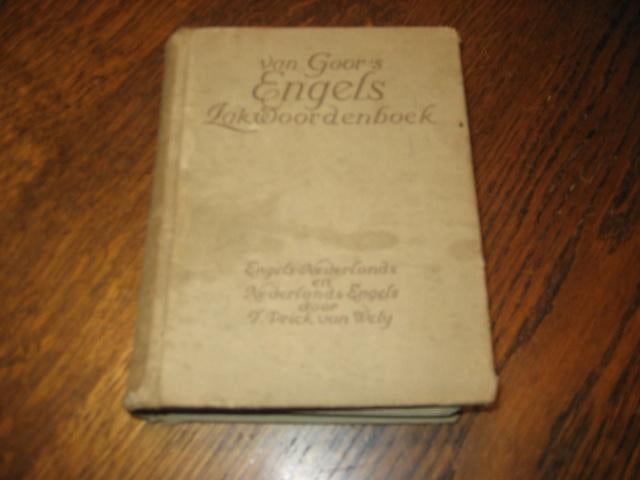 van Goor's
Engels
Zakwoordenboek
Engels-Nederlands
en
Nederlands-Engels
door
F. Prick van Wely